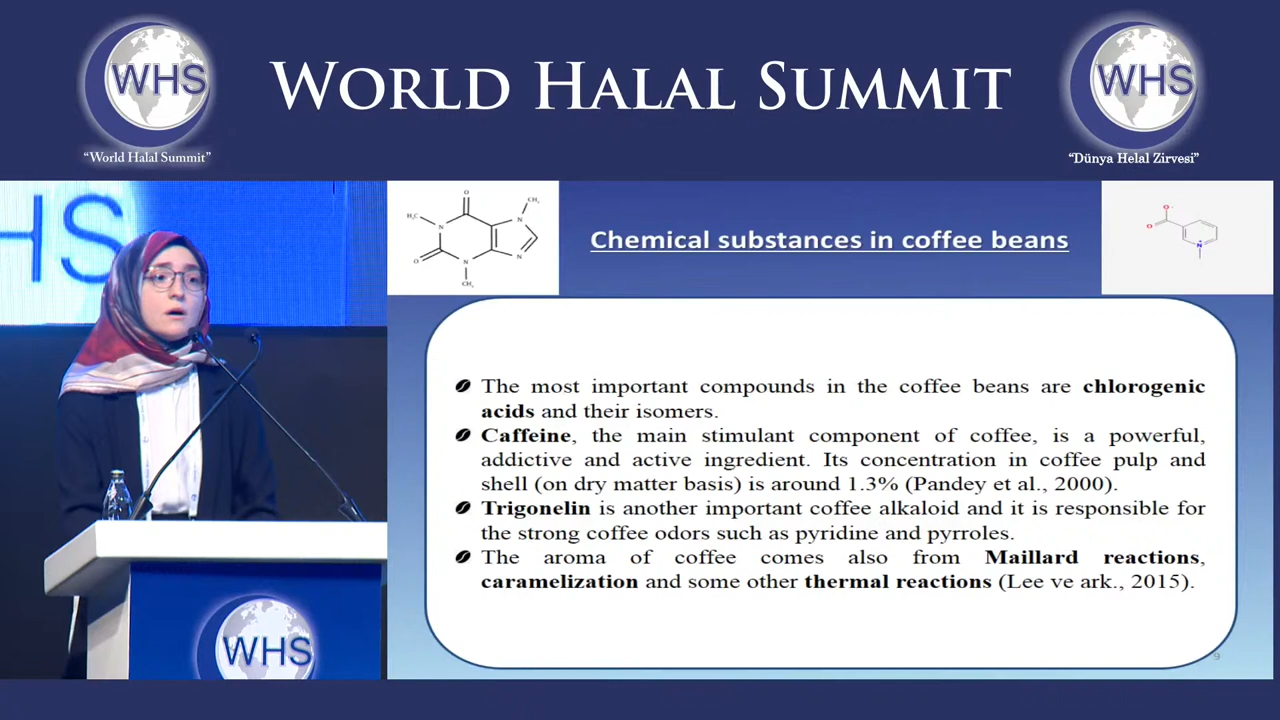 WHS
"World Halal Summit"
WORLD HALAL SUMMIT
WHS
"Dünya Helal Zirvesi"
HS
O
CH₃
H₃C
N
N
O
N
N
CH₃
Chemical substances in coffee beans
O
O
N
The most important compounds in the coffee beans are chlorogenic
acids and their isomers.
Caffeine, the main stimulant component of coffee, is a powerful,
addictive and active ingredient. Its concentration in coffee pulp and
shell (on dry matter basis) is around 1.3% (Pandey et al., 2000).
Trigonelin is another important coffee alkaloid and it is responsible for
the strong coffee odors such as pyridine and pyrroles.
The aroma of coffee comes also from Maillard reactions,
caramelization and some other thermal reactions (Lee ve ark., 2015).
9
WHS